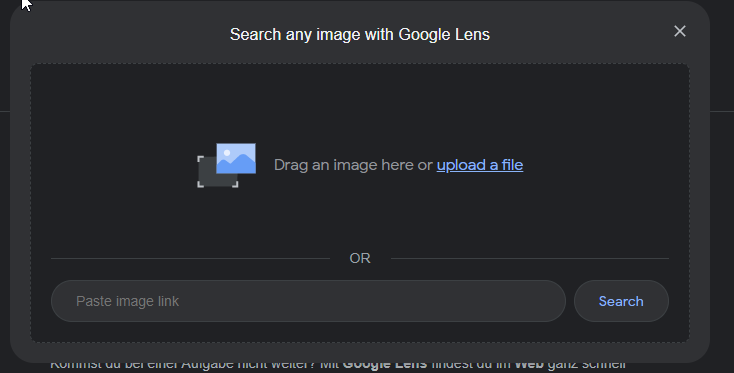 Search any image with Google Lens
Drag an image here or upload a file
OR
Paste image link
Search
Kommst du bei einer Aufgabe nicht weiter? Mit Google Lens findest du im Web ganz schnell